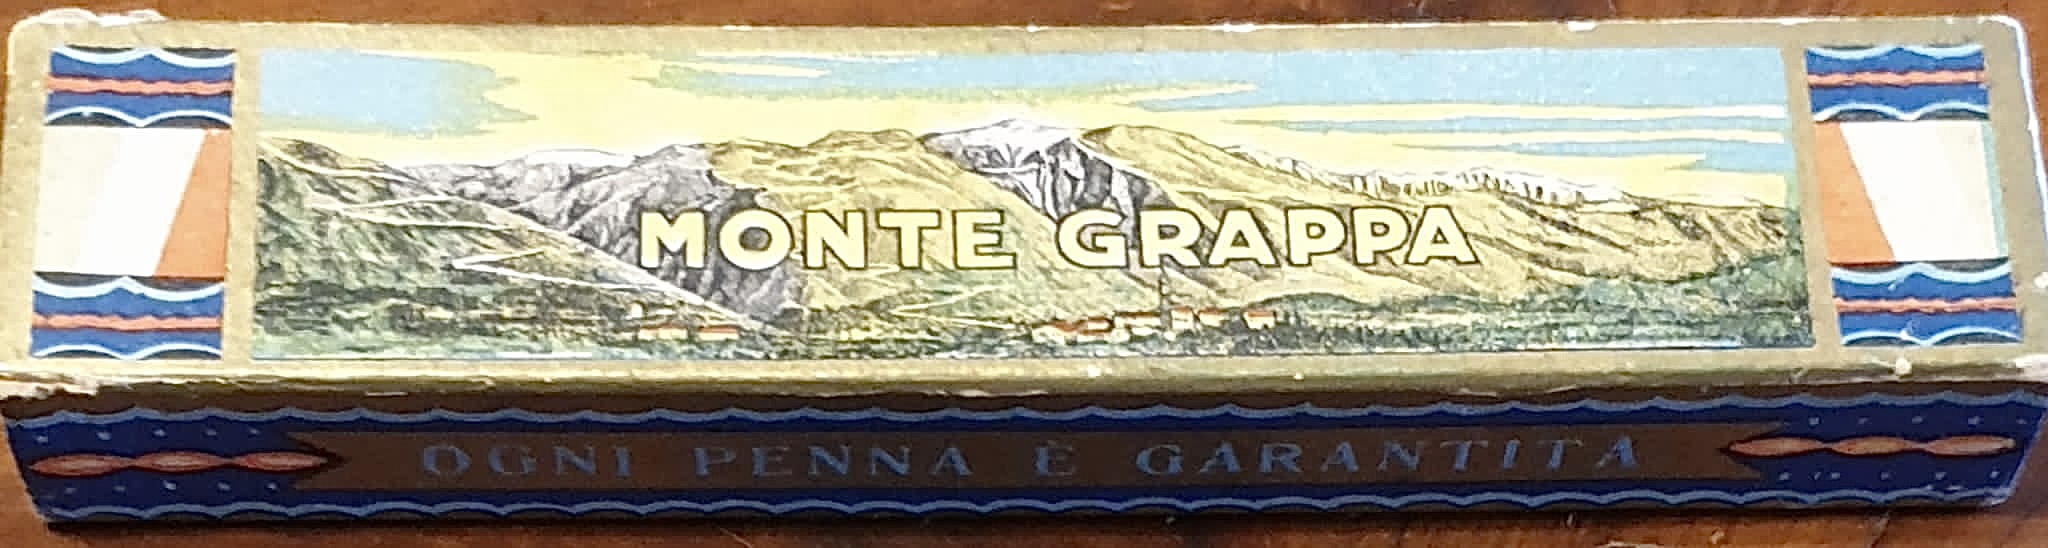 MONTE GRAPPA
OGNI PENNA È GARANTITA